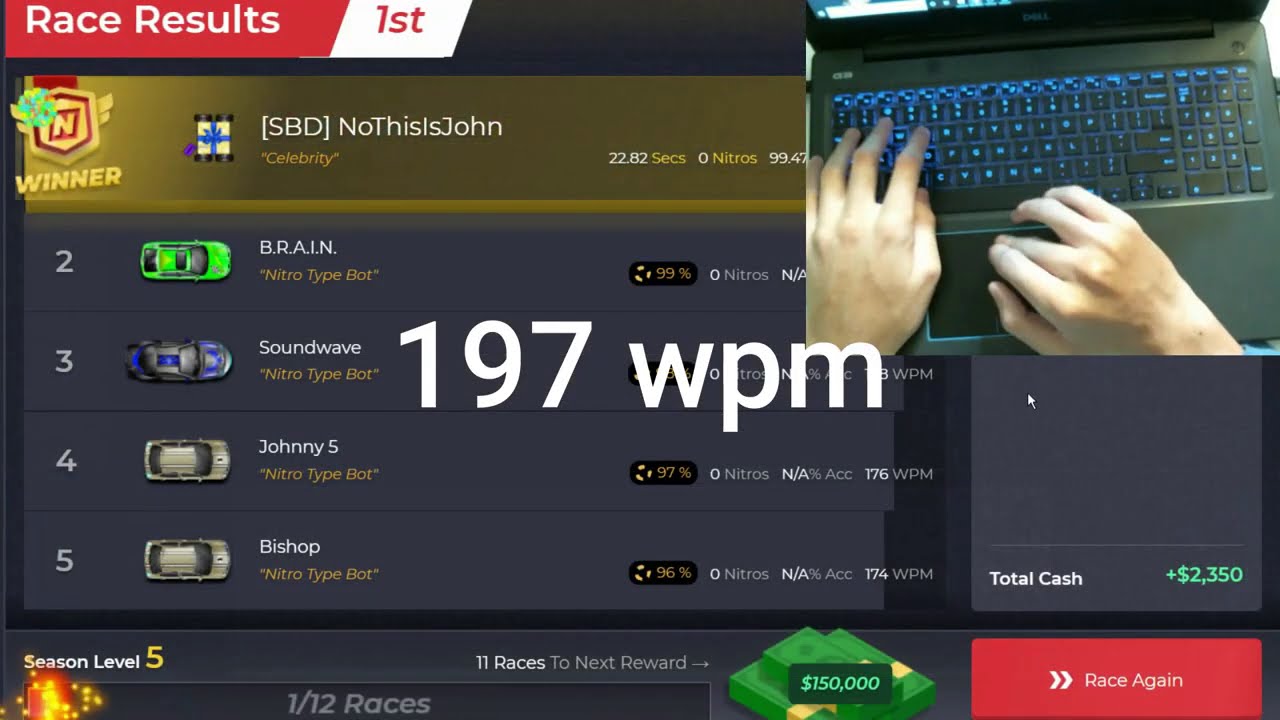 Race Results 1st
N
WINNER
[SBD] NoThisIsJohn
"Celebrity" 22.82 Secs 0 Nitros 99.47
2 B.R.A.I.N.
"Nitro Type Bot" 99 % 0 Nitros N/A
197 wpm
3 Soundwave
"Nitro Type Bot" 0 Nitros N/A% Acc WPM
4 Johnny 5
"Nitro Type Bot" 97 % 0 Nitros N/A% Acc 176 WPM
5 Bishop
"Nitro Type Bot" 96 % 0 Nitros N/A% Acc 174 WPM
Total Cash +$2,350
Season Level 5 11 Races To Next Reward →
1/12 Races
$150,000
Race Again
DELL
G3